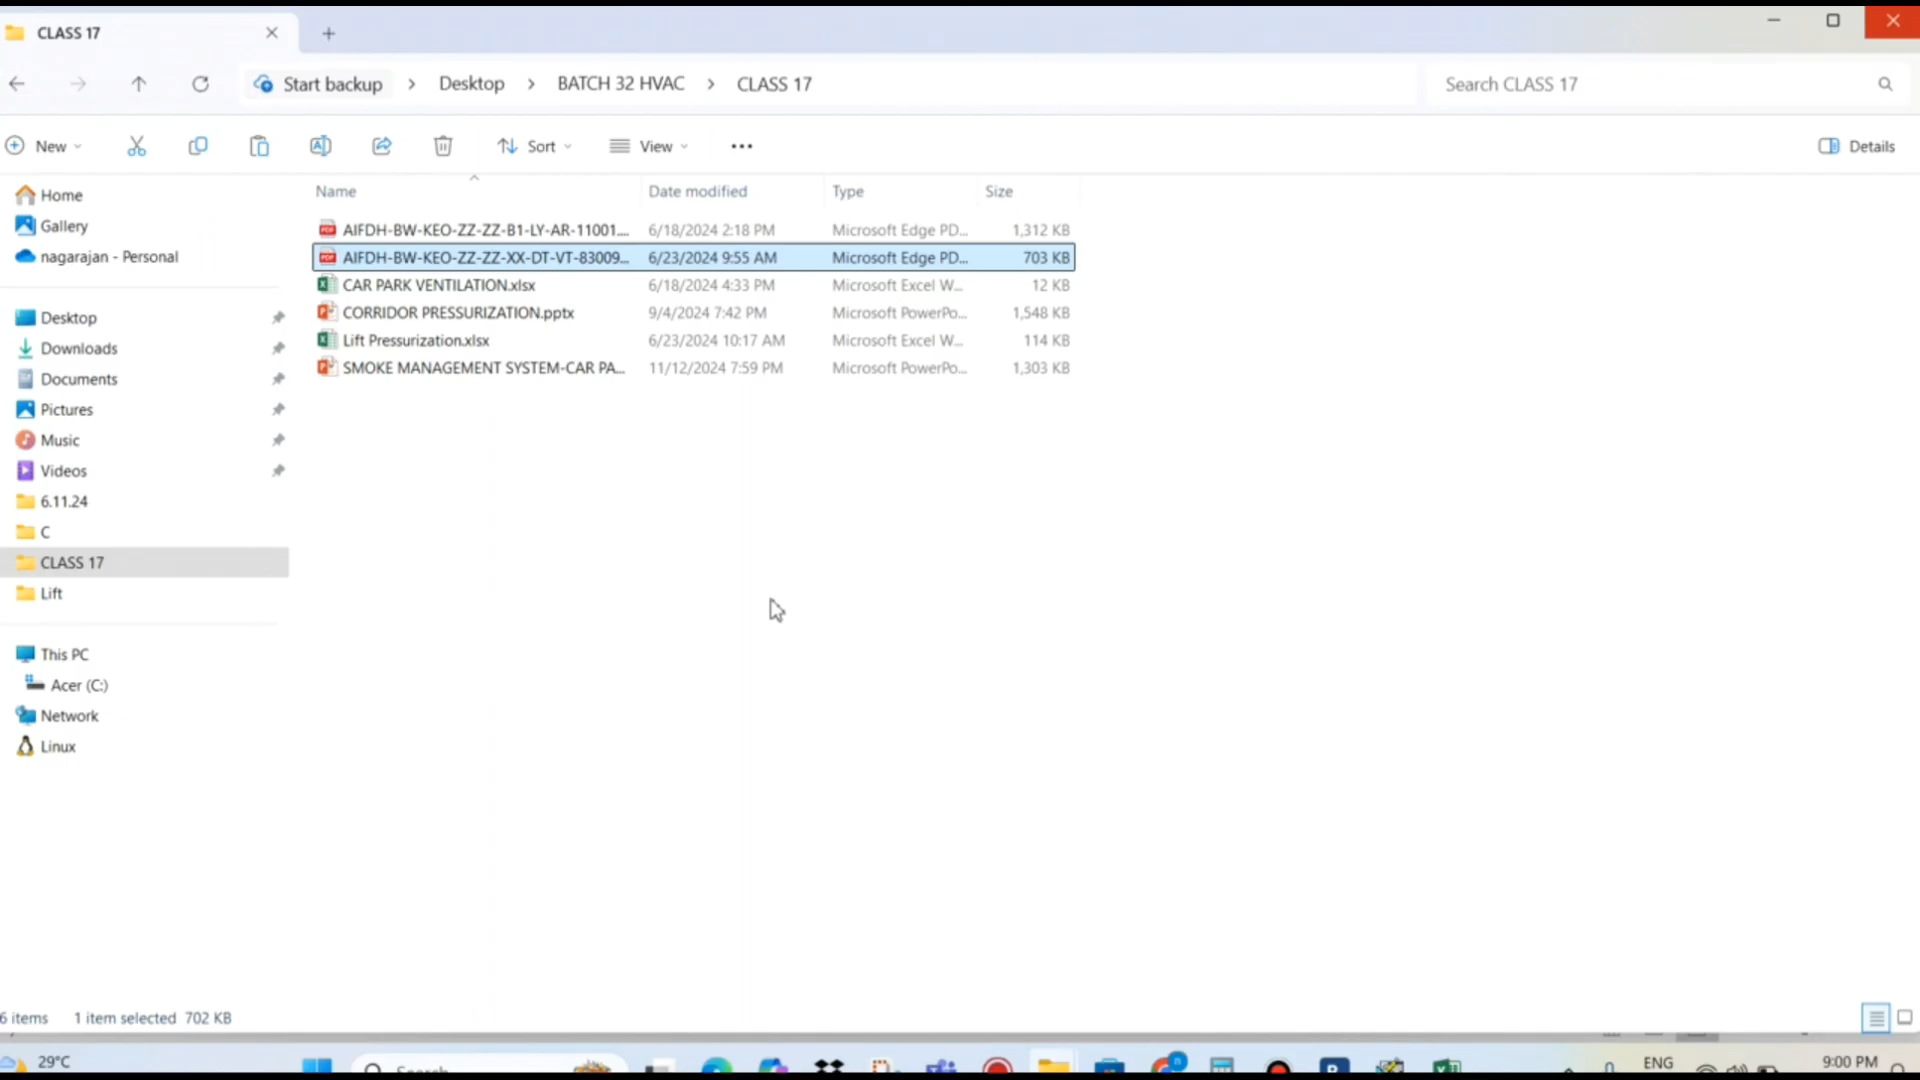 CLASS 17
Start backup > Desktop > BATCH 32 HVAC > CLASS 17
Search CLASS 17
New
Sort
View
Details
Name Date modified Type Size
AIFDH-BW-KEO-ZZ-ZZ-B1-LY-AR-11001.... 6/18/2024 2:18 PM Microsoft Edge PD... 1,312 KB
AIFDH-BW-KEO-ZZ-ZZ-XX-DT-VT-83009... 6/23/2024 9:55 AM Microsoft Edge PD... 703 KB
CAR PARK VENTILATION.xlsx 6/18/2024 4:33 PM Microsoft Excel W... 12 KB
CORRIDOR PRESSURIZATION.pptx 9/4/2024 7:42 PM Microsoft PowerPo... 1,548 KB
Lift Pressurization.xlsx 6/23/2024 10:17 AM Microsoft Excel W... 114 KB
SMOKE MANAGEMENT SYSTEM-CAR PA... 11/12/2024 7:59 PM Microsoft PowerPo... 1,303 KB
Home
Gallery
nagarajan - Personal
Desktop
Downloads
Documents
Pictures
Music
Videos
6.11.24
C
CLASS 17
Lift
This PC
Acer (C:)
Network
Linux
6 items 1 item selected 702 KB
29°C
Search
ENG
9:00 PM